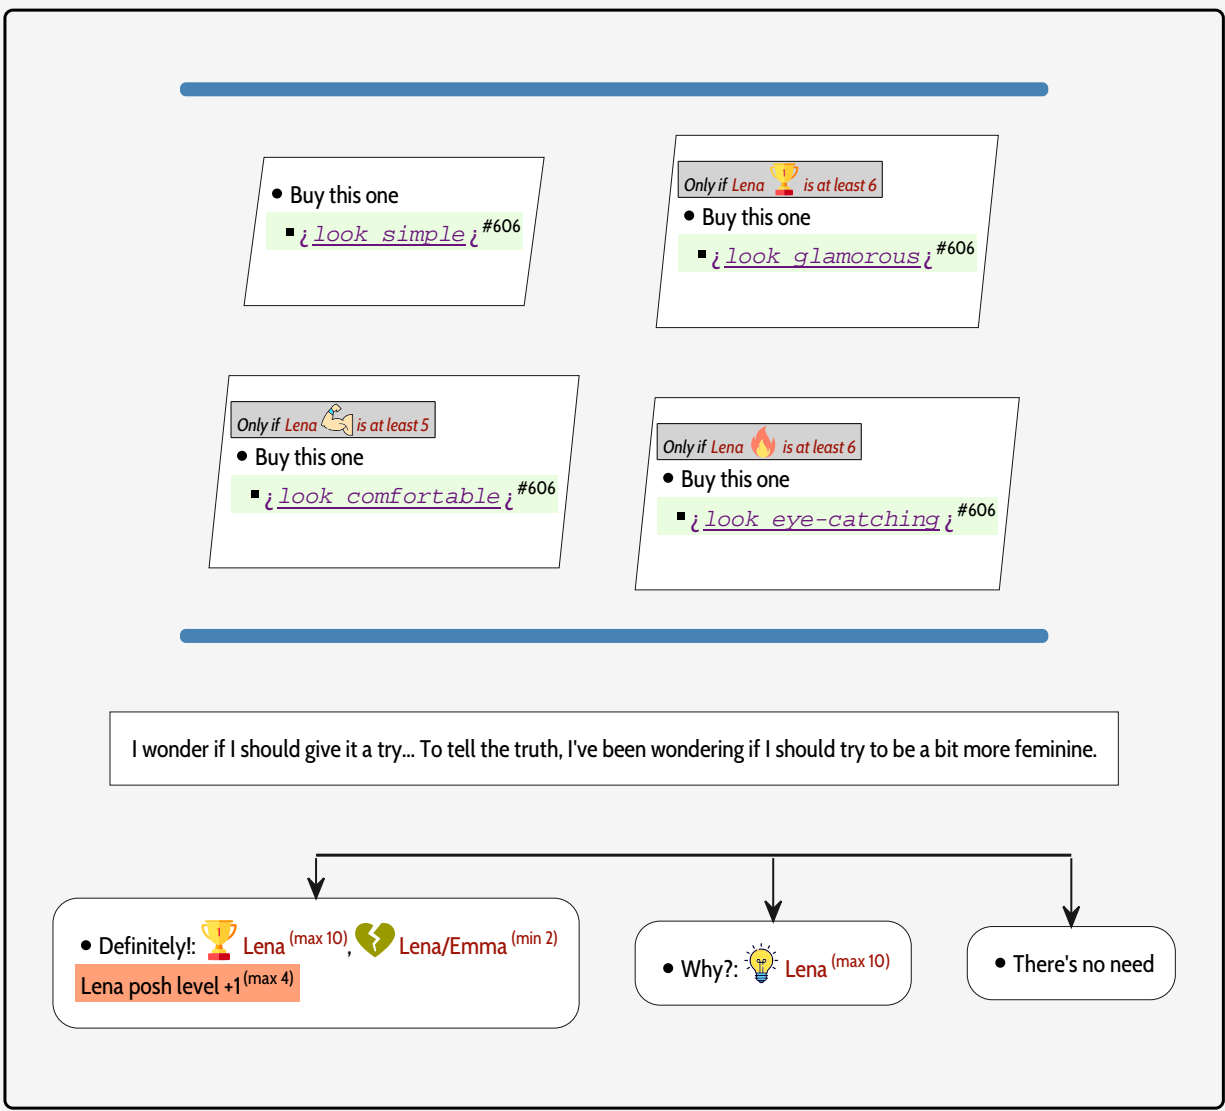 • Buy this one
▪ ¿look simple¿ #606
Only if Lena 1 is at least 6
• Buy this one
▪ ¿look glamorous¿ #606
Only if Lena is at least 5
• Buy this one
▪ ¿look comfortable¿ #606
Only if Lena is at least 6
• Buy this one
▪ ¿look eye-catching¿ #606
I wonder if I should give it a try... To tell the truth, I've been wondering if I should try to be a bit more feminine.
• Definitely!: 1 Lena (max 10), Lena/Emma (min 2)
Lena posh level +1 (max 4)
• Why?: Lena (max 10)
• There's no need